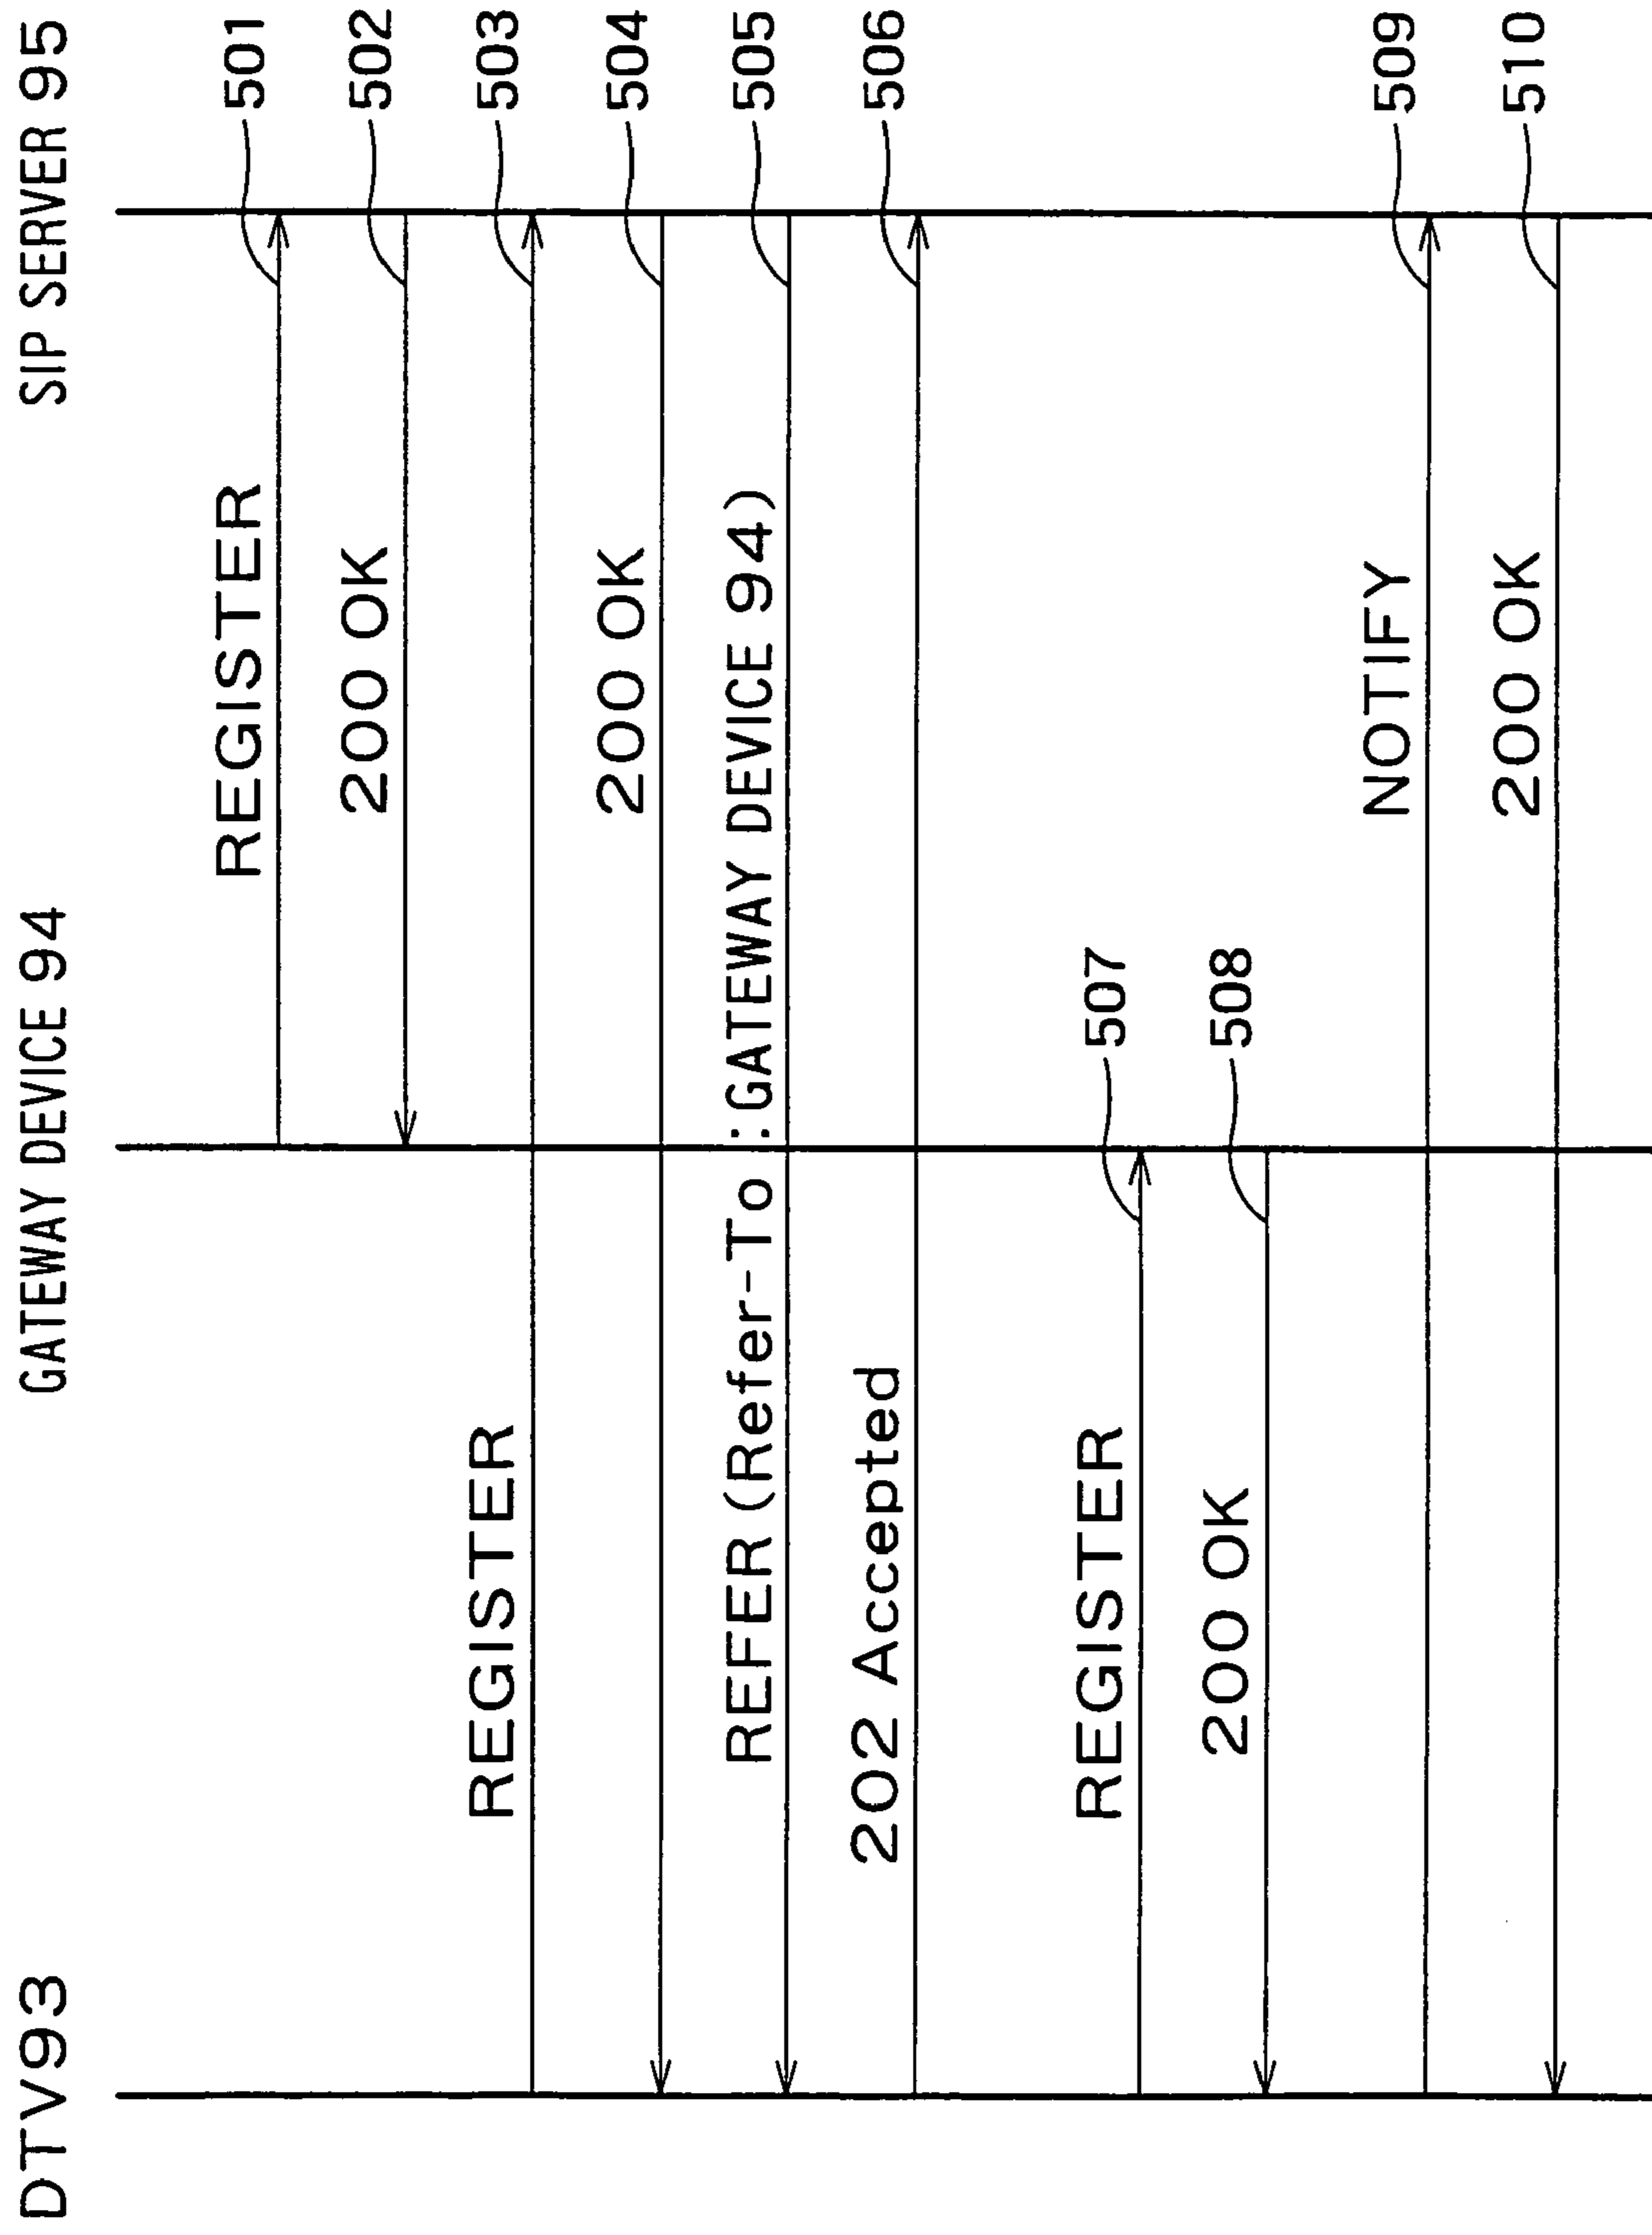 DTV93
GATEWAY DEVICE 94
SIP SERVER 95
REGISTER
501
200 OK
502
REGISTER
503
200 OK
504
REFER (Refer-To :GATEWAY DEVICE 94)
505
202 Accepted
506
REGISTER
507
200 OK
508
NOTIFY
509
200 OK
510